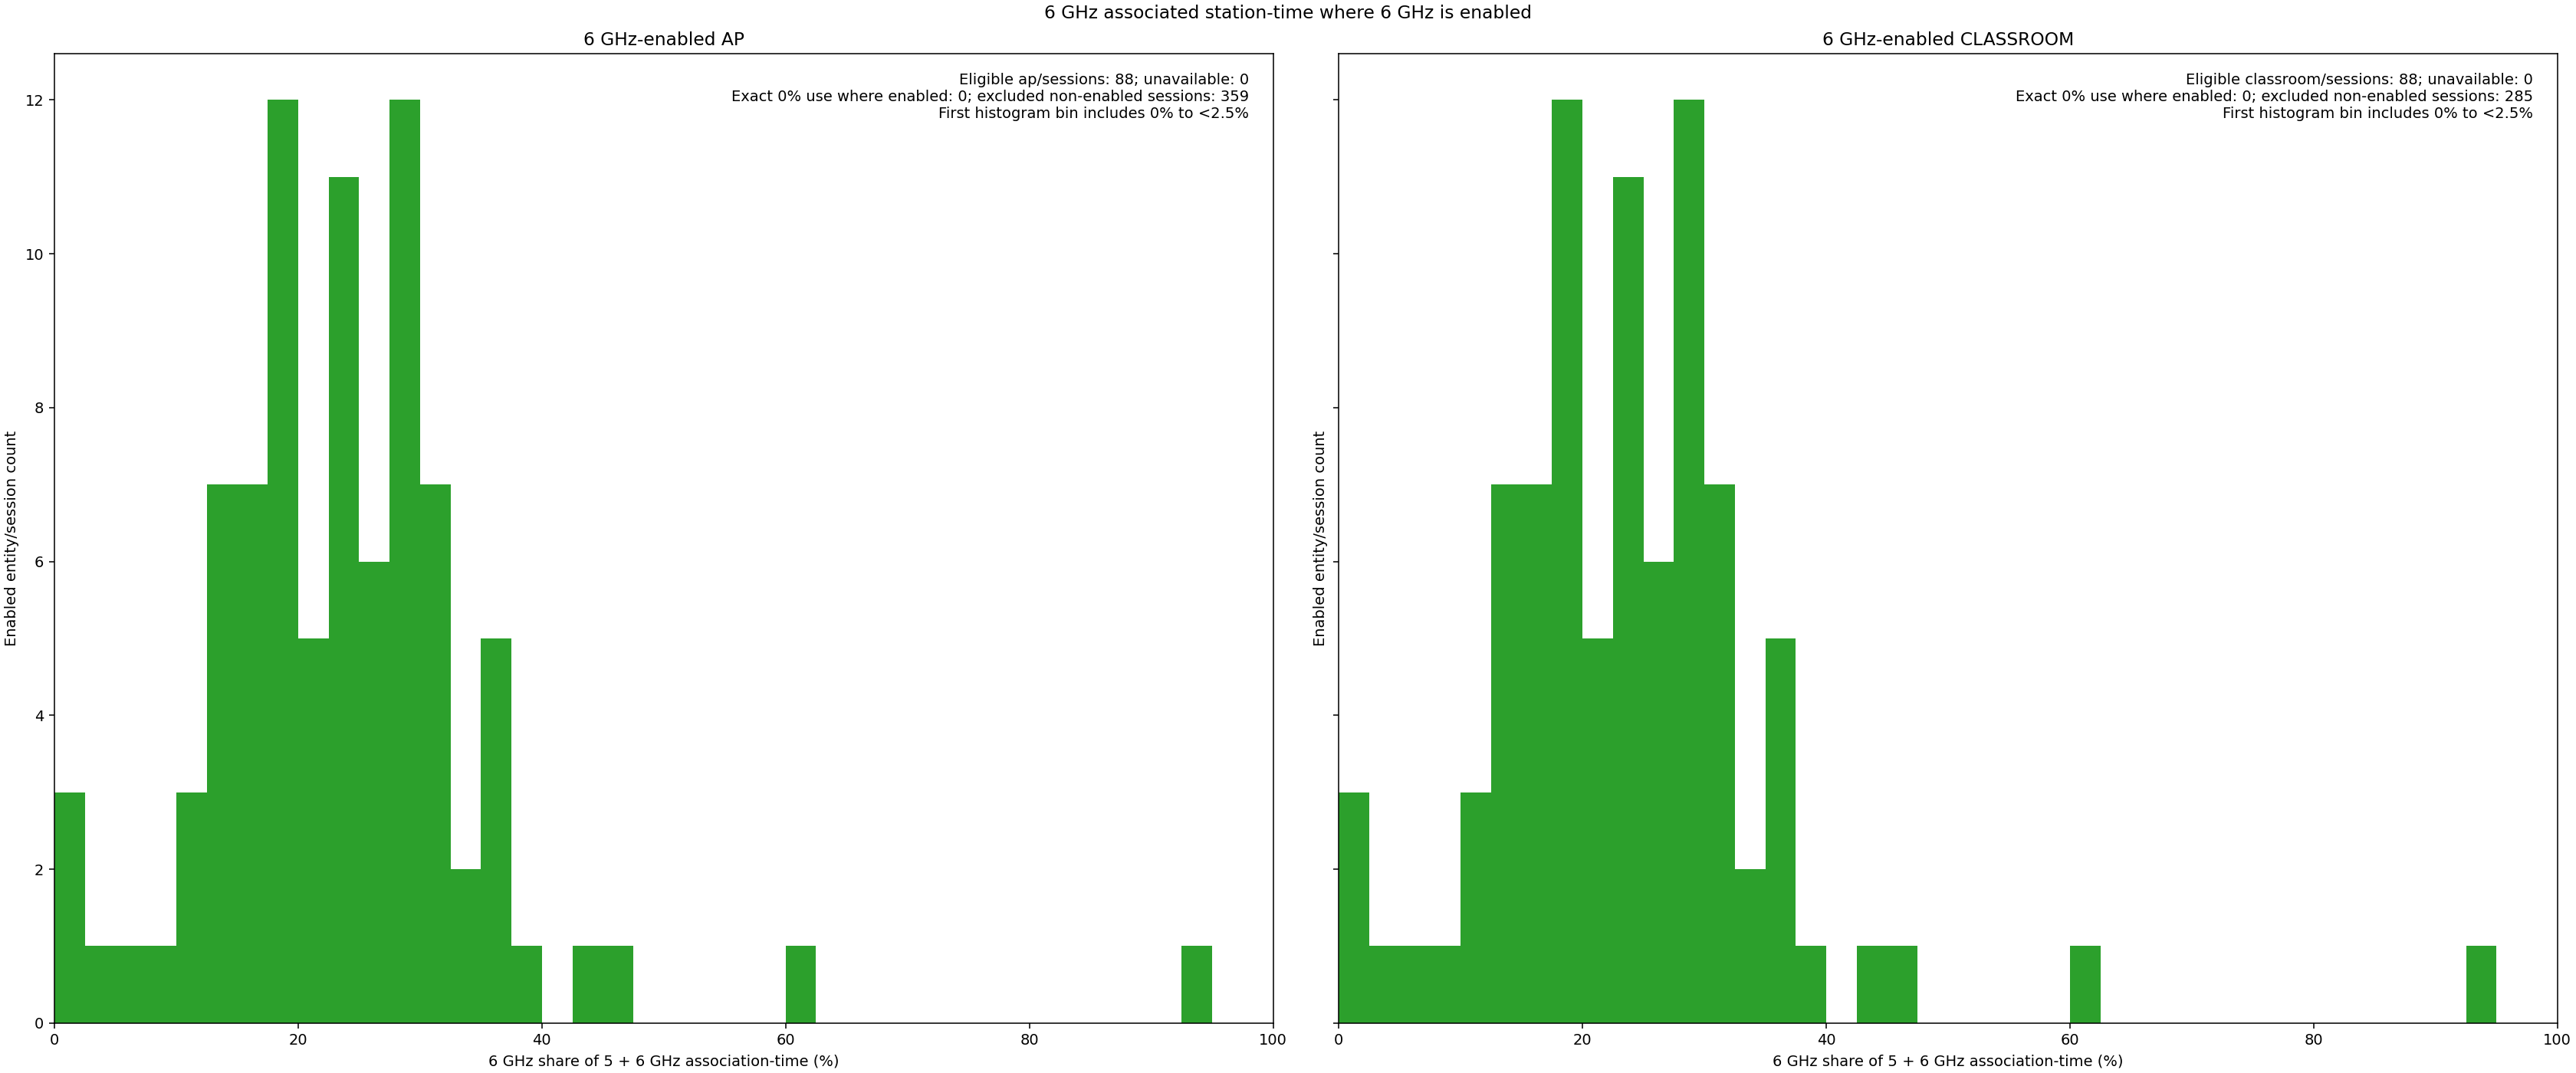 6 GHz associated station-time where 6 GHz is enabled
6 GHz-enabled AP
Eligible ap/sessions: 88; unavailable: 0
Exact 0% use where enabled: 0; excluded non-enabled sessions: 359
First histogram bin includes 0% to <2.5%
12
10
8
6
4
2
0
Enabled entity/session count
0 20 40 60 80 100
6 GHz share of 5 + 6 GHz association-time (%)
6 GHz-enabled CLASSROOM
Eligible classroom/sessions: 88; unavailable: 0
Exact 0% use where enabled: 0; excluded non-enabled sessions: 285
First histogram bin includes 0% to <2.5%
Enabled entity/session count
0 20 40 60 80 100
6 GHz share of 5 + 6 GHz association-time (%)